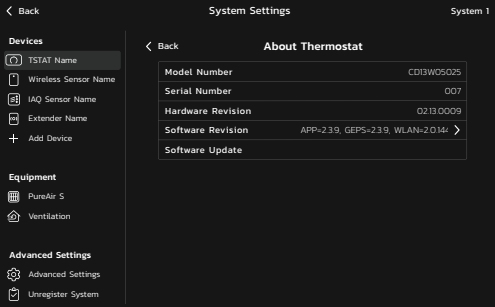 Back
System Settings
System 1
Devices
TSTAT Name
Wireless Sensor Name
IAQ Sensor Name
Extender Name
Add Device
Equipment
PureAir S
Ventilation
Advanced Settings
Advanced Settings
Unregister System
Back
About Thermostat
Model Number CD13W05025
Serial Number 007
Hardware Revision 02.13.0009
Software Revision APP=2.3.9, GEPS=2.3.9, WLAN=2.0.144
Software Update